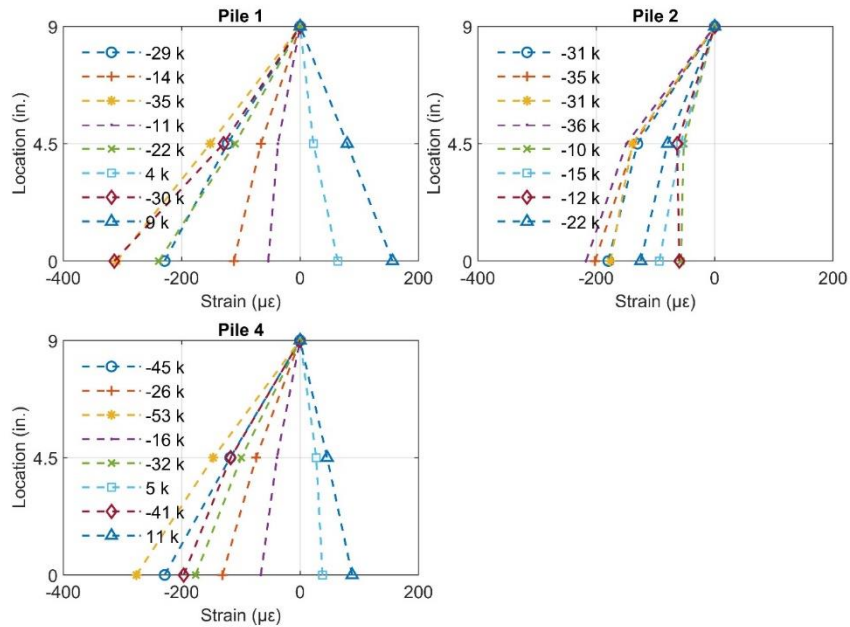 Pile 1
9
4.5
0
Location (in.)
-29 k
-14 k
-35 k
-11 k
-22 k
4 k
-30 k
9 k
-400
-200
0
200
Strain (με)
Pile 2
9
4.5
0
Location (in.)
-31 k
-35 k
-31 k
-36 k
-10 k
-15 k
-12 k
-22 k
-400
-200
0
200
Strain (με)
Pile 4
9
4.5
0
Location (in.)
-45 k
-26 k
-53 k
-16 k
-32 k
5 k
-41 k
11 k
-400
-200
0
200
Strain (με)